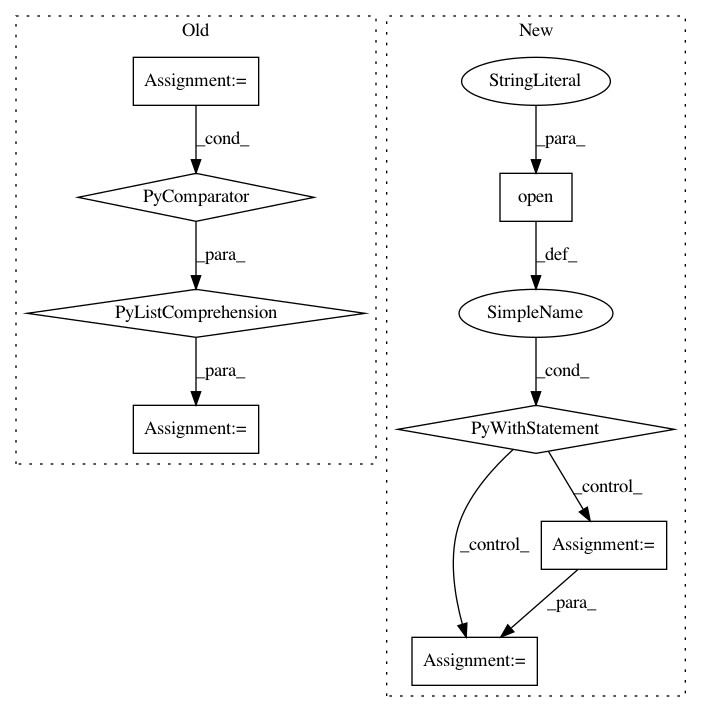 Old
Assignment:=
_cond_
PyComparator
_para_
PyListComprehension
_para_
Assignment:=
New
StringLiteral
_para_
open
_def_
SimpleName
_cond_
PyWithStatement
_control_
_control_
Assignment:=
_para_
Assignment:=